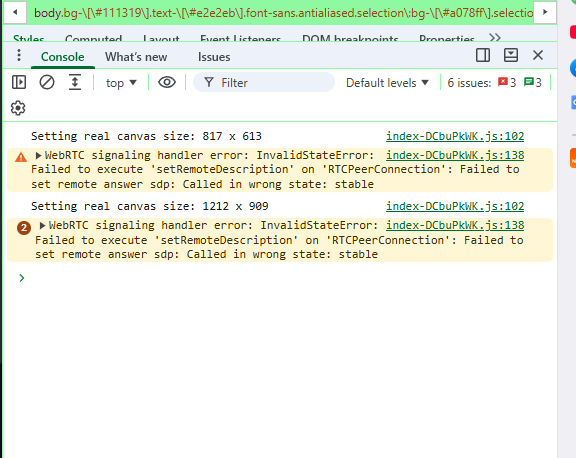 body.bg-\[\#111319\].text-\[\#e2e2eb\].font-sans.antialiased.selection\:bg-\[\#a078ff\].selectio
Styles Computed Layout Event Listeners DOM breakpoints Properties
Console What's new Issues
top Filter Default levels 6 issues: 3 3
Setting real canvas size: 817 x 613 index-DCbuPkWK.js:102
WebRTC signaling handler error: InvalidStateError: index-DCbuPkWK.js:138
Failed to execute 'setRemoteDescription' on 'RTCPeerConnection': Failed to
set remote answer sdp: Called in wrong state: stable
Setting real canvas size: 1212 x 909 index-DCbuPkWK.js:102
2 WebRTC signaling handler error: InvalidStateError: index-DCbuPkWK.js:138
Failed to execute 'setRemoteDescription' on 'RTCPeerConnection': Failed to
set remote answer sdp: Called in wrong state: stable